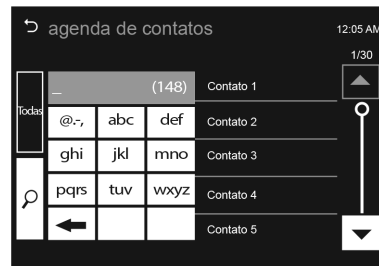 agenda de contatos
12:05 AM
1/30
Todas
_ (148)
@.-, abc def
ghi jkl mno
pqrs tuv wxyz
Contato 1
Contato 2
Contato 3
Contato 4
Contato 5